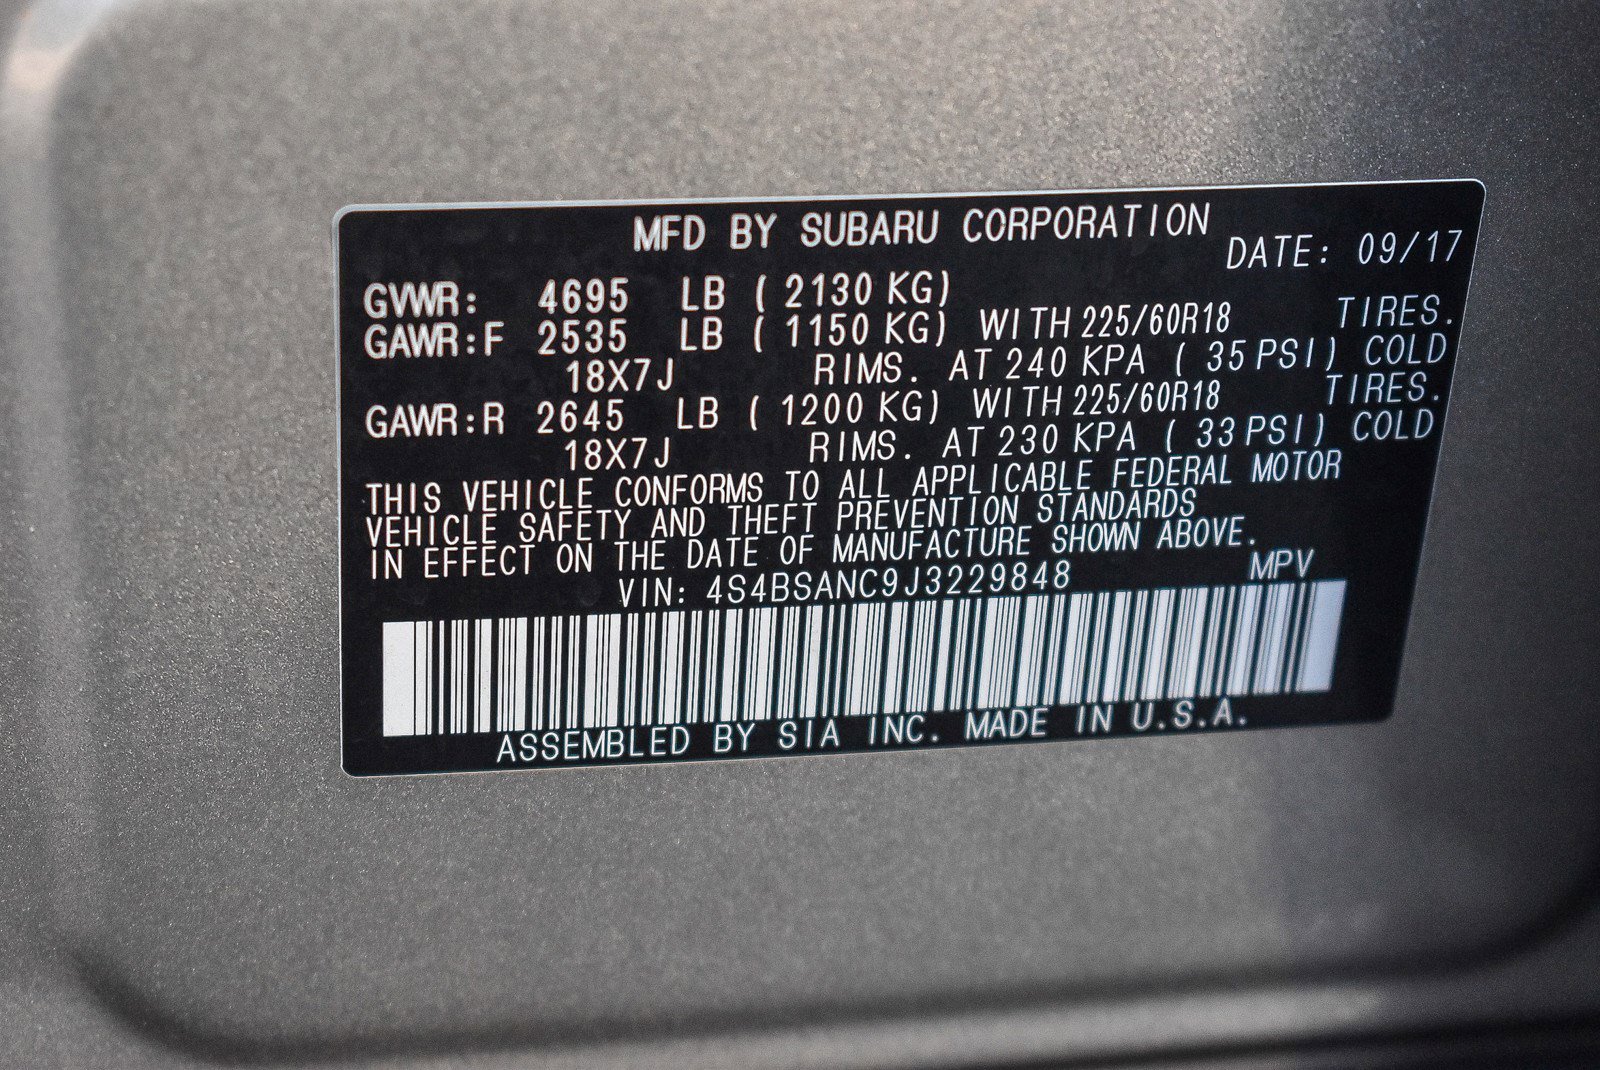 MFD BY SUBARU CORPORATION
DATE: 09/17
GVWR: 4695 LB ( 2130 KG)
GAWR:F 2535 LB ( 1150 KG) WITH 225/60R18 TIRES.
18X7J RIMS. AT 240 KPA ( 35 PSI) COLD
GAWR:R 2645 LB ( 1200 KG) WITH 225/60R18 TIRES.
18X7J RIMS. AT 230 KPA ( 33 PSI) COLD
THIS VEHICLE CONFORMS TO ALL APPLICABLE FEDERAL MOTOR
VEHICLE SAFETY AND THEFT PREVENTION STANDARDS
IN EFFECT ON THE DATE OF MANUFACTURE SHOWN ABOVE.
VIN: 4S4BSANC9J3229848 MPV
ASSEMBLED BY SIA INC. MADE IN U.S.A.